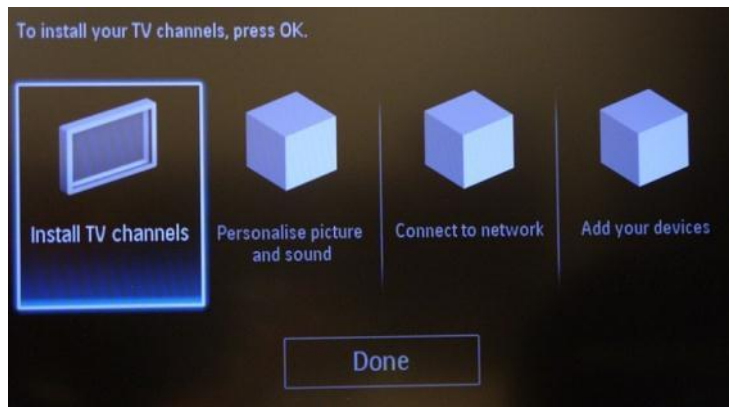 To install your TV channels, press OK.
Install TV channels
Personalise picture
and sound
Connect to network
Add your devices
Done